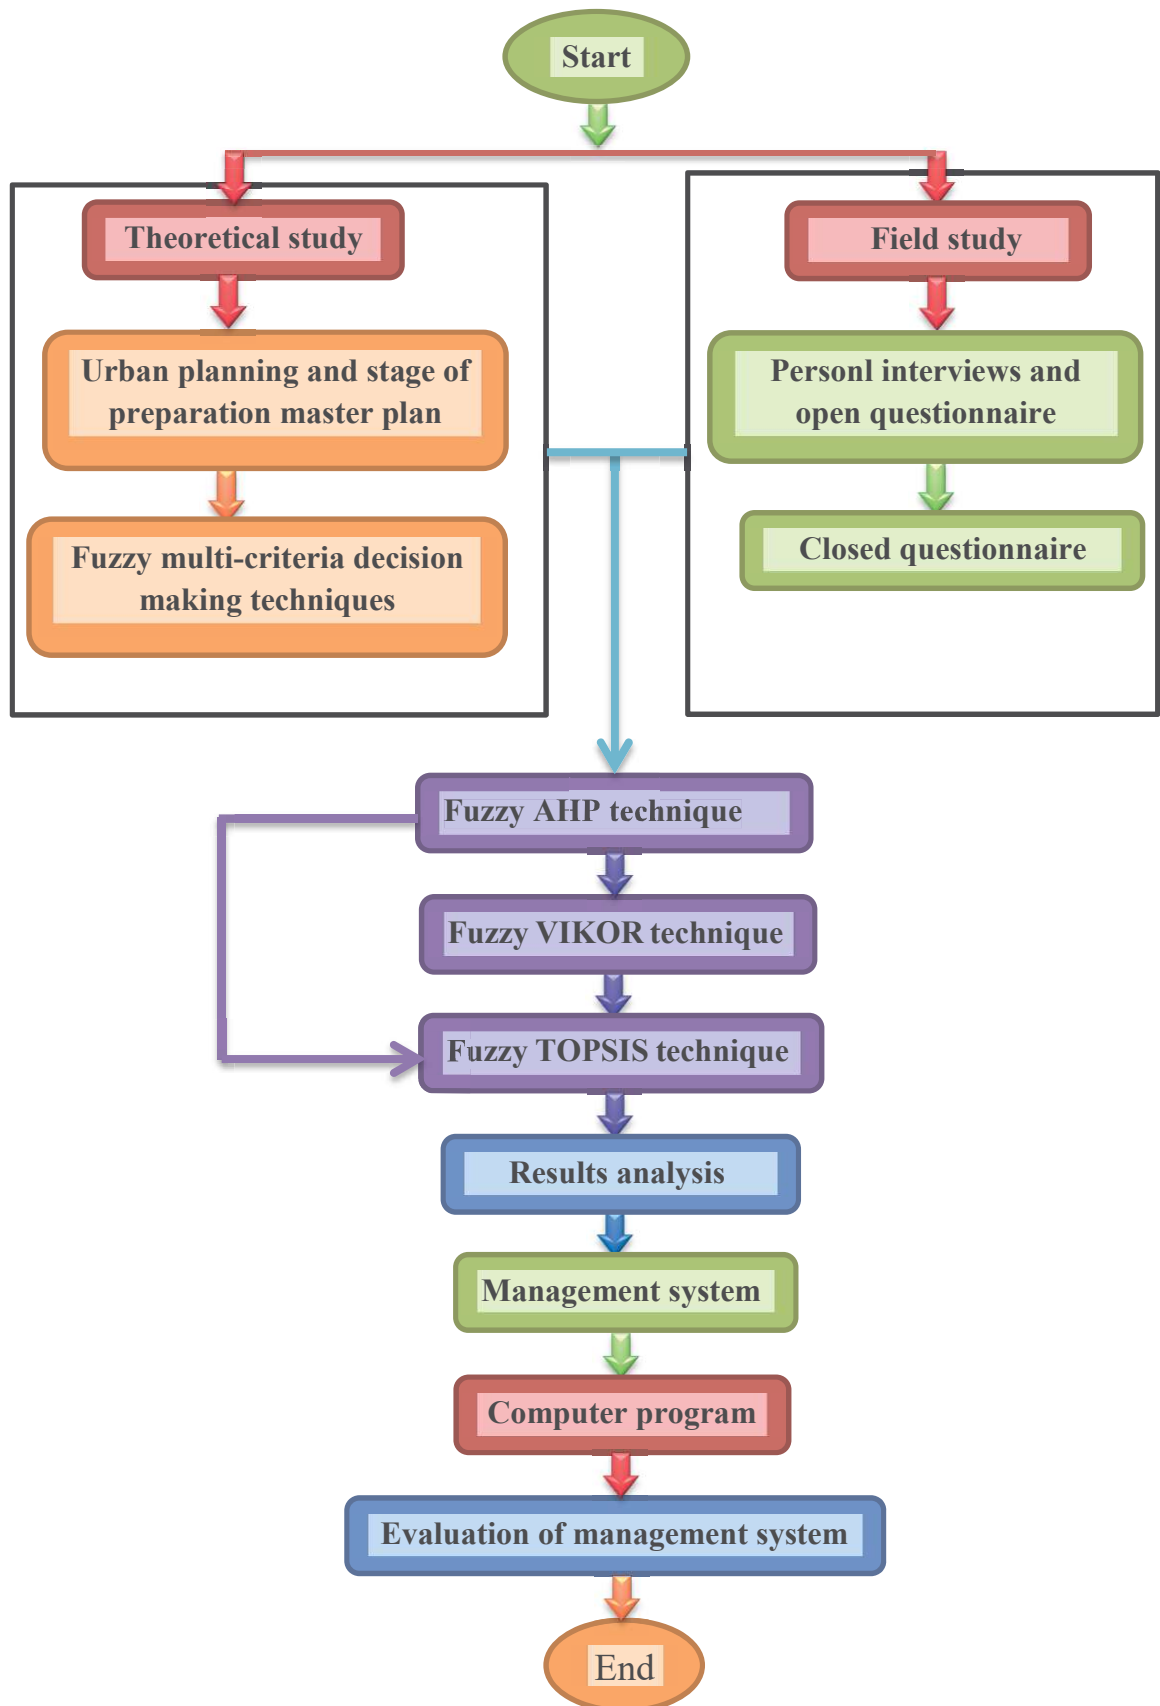 Start
Theoretical study
Field study
Urban planning and stage of
preparation master plan
Personl interviews and
open questionnaire
Fuzzy multi-criteria decision
making techniques
Closed questionnaire
Fuzzy AHP technique
Fuzzy VIKOR technique
Fuzzy TOPSIS technique
Results analysis
Management system
Computer program
Evaluation of management system
End